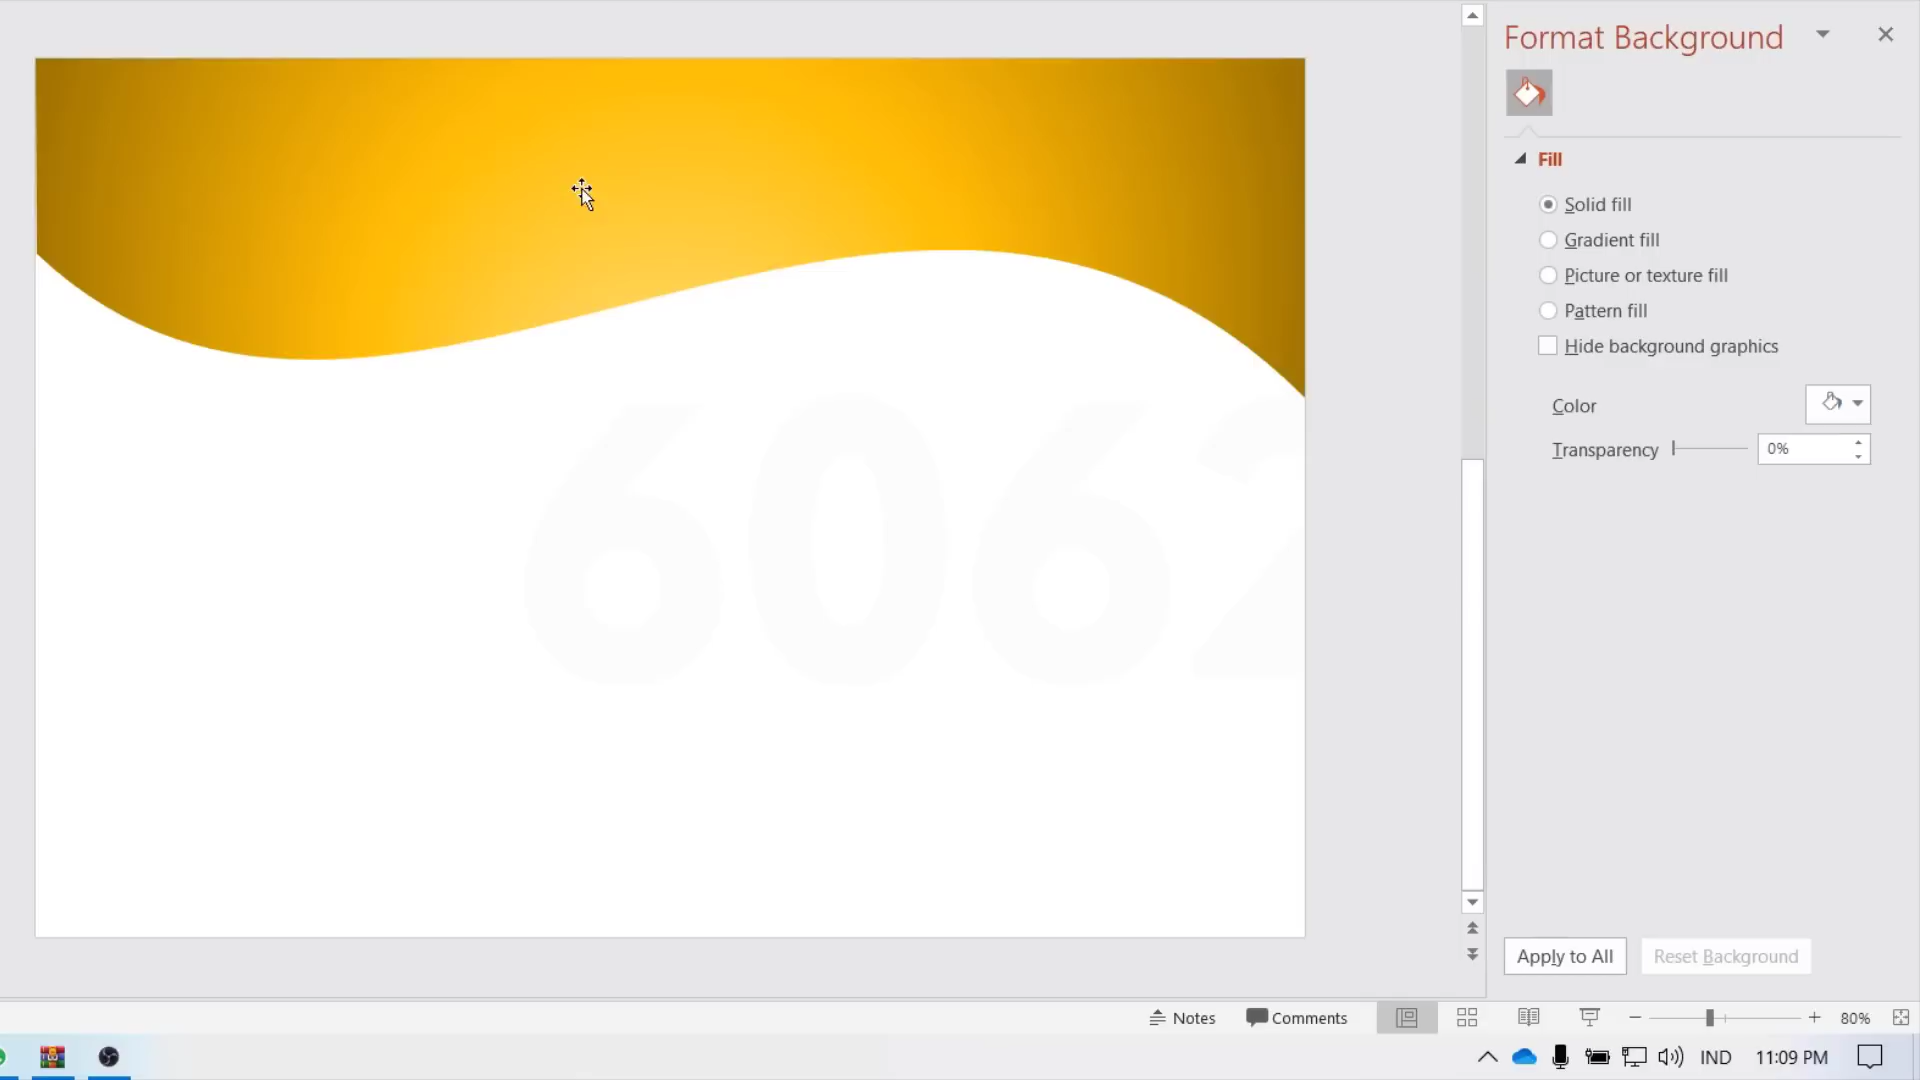 Format Background
Fill
Solid fill
Gradient fill
Picture or texture fill
Pattern fill
Hide background graphics
Color
Transparency
0%
6062
Apply to All
Reset Background
Notes
Comments
80%
IND
11:09 PM